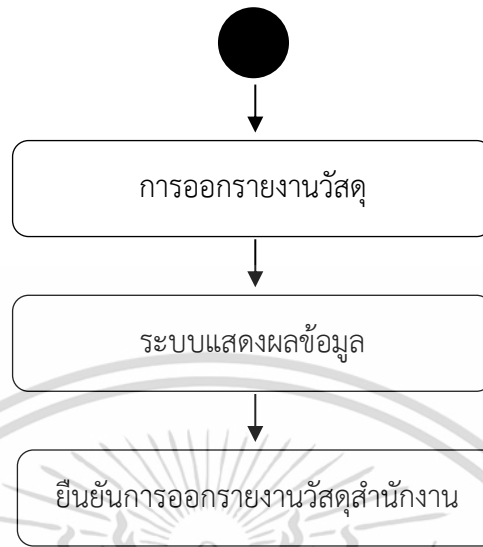 การออกรายงานวัสดุ
ระบบแสดงผลข้อมูล
ยืนยันการออกรายงานวัสดุสำนักงาน